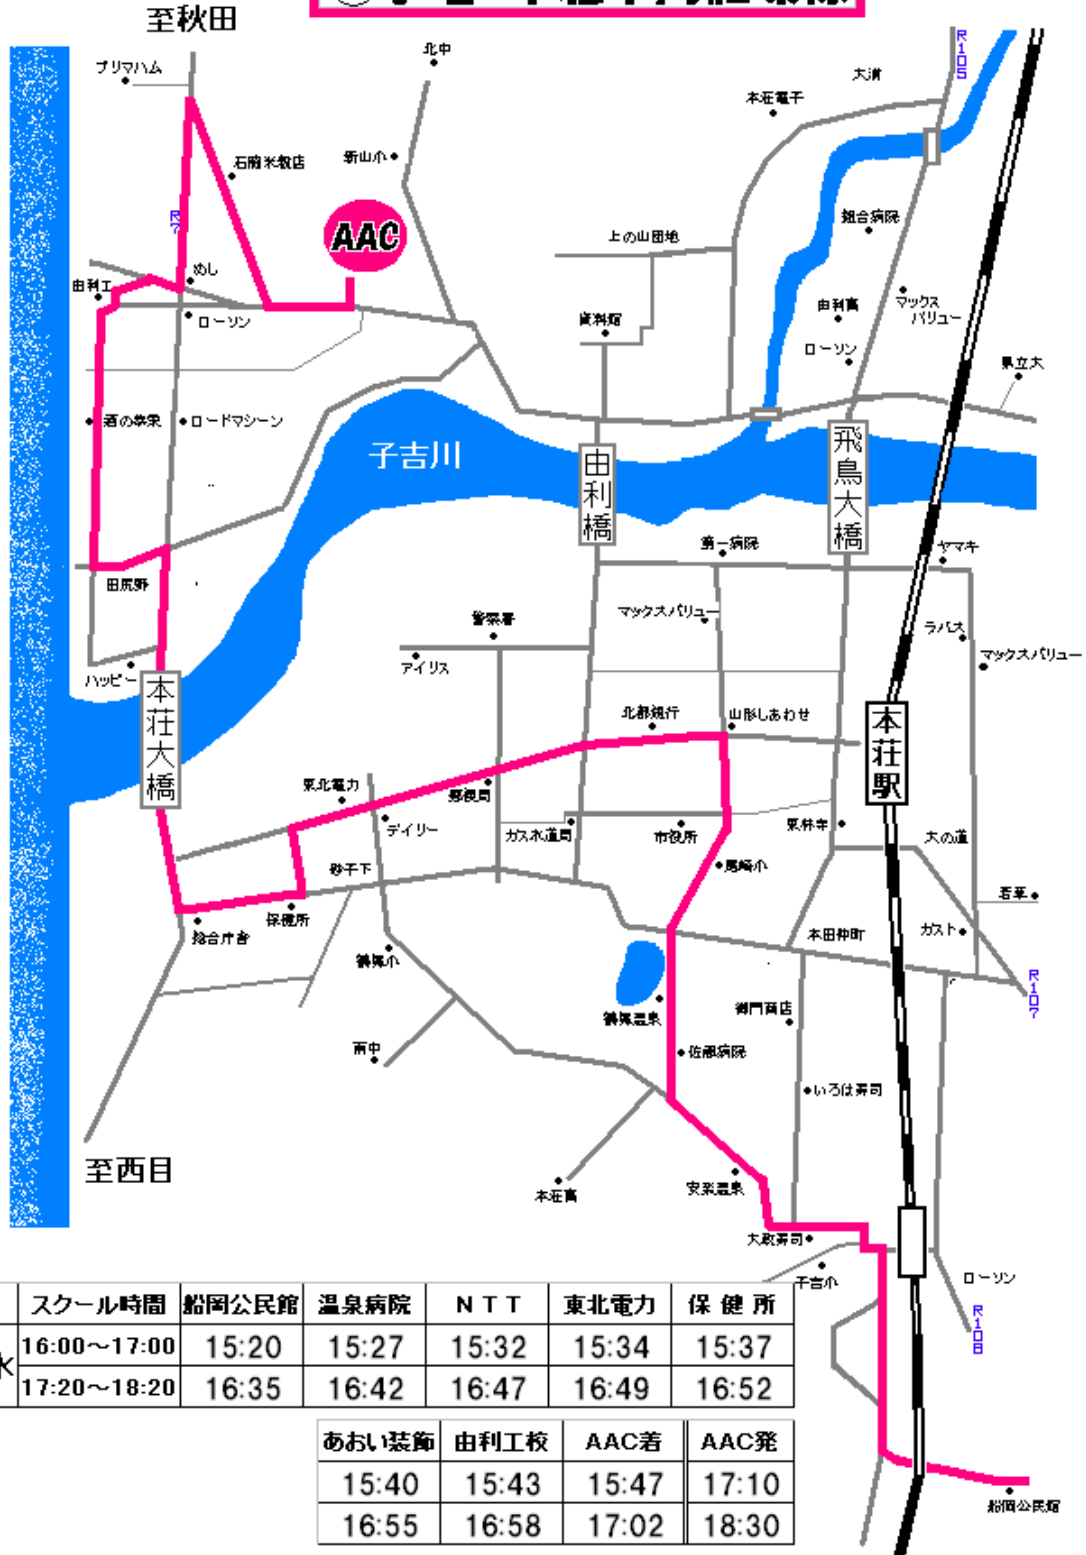 至秋田
プリマハム
北中
大浦
R105
本荘電子
石脇米穀店
新山小
組合病院
R7
AAC
上の山団地
めし
由利工
ローソン
資料館
由利高
マックス
バリュー
ローソン
県立大
ロードマシーン
子吉川
由利橋
飛鳥大橋
第一病院
ヤマキ
田尻野
マックスバリュー
警察署
ラパス
アイリス
マックスバリュー
ハッピー
本荘大橋
北都銀行
山形しあわせ
本荘駅
東北電力
郵便局
デイリー
ガス水道局
市役所
東林寺
大の道
尾崎小
砂子下
若草
保健所
総合庁舎
本田仲町
ガスト
鶴舞小
R107
鶴舞温泉
御門商店
南中
佐藤病院
いろは寿司
至西目
本荘高
安楽温泉
大政寿司
子吉小
ローソン
R108
スクール時間 船岡公民館 温泉病院 NTT 東北電力 保健所
水 16:00～17:00 15:20 15:27 15:32 15:34 15:37
17:20～18:20 16:35 16:42 16:47 16:49 16:52
あおい装飾 由利工校 AAC着 AAC発
15:40 15:43 15:47 17:10
16:55 16:58 17:02 18:30
船岡公民館